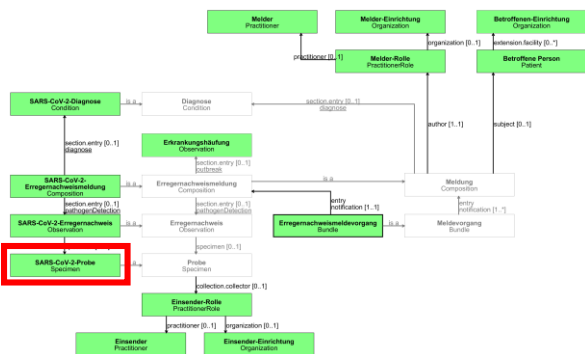 Melder
Practitioner
Melder-Einrichtung
Organization
Betroffenen-Einrichtung
Organization
practitioner [0..1]
organization [0..1]
extension.facility [0..*]
Melder-Rolle
PractitionerRole
Betroffene Person
Patient
SARS-CoV-2-Diagnose
Condition
is a
Diagnose
Condition
section.entry [0..1]
diagnose
author [1..1]
subject [0..1]
section.entry [0..1]
diagnose
Erkrankungshäufung
Observation
section.entry [0..1]
outbreak
SARS-CoV-2-
Erregernachweismeldung
Composition
is a
Erregernachweismeldung
Composition
is a
Meldung
Composition
section.entry [0..1]
pathogenDetection
section.entry [0..1]
pathogenDetection
entry
notification [1..1]
entry
notification [1..*]
SARS-CoV-2-Erregernachweis
Observation
is a
Erregernachweis
Observation
Erregernachweismeldevorgang
Bundle
is a
Meldevorgang
Bundle
specimen [0..1]
SARS-CoV-2-Probe
Specimen
is a
Probe
Specimen
collection.collector [0..1]
Einsender-Rolle
PractitionerRole
practitioner [0..1]
organization [0..1]
Einsender
Practitioner
Einsender-Einrichtung
Organization